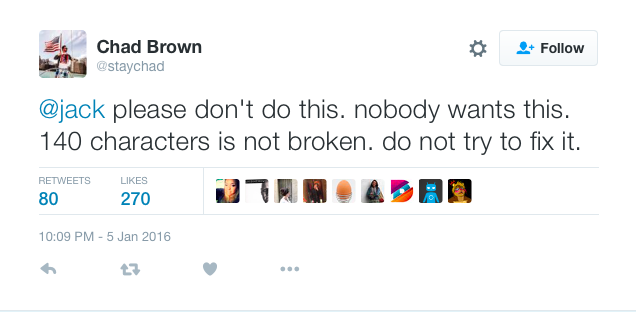 Chad Brown
@staychad
Follow
@jack please don't do this. nobody wants this.
140 characters is not broken. do not try to fix it.
RETWEETS LIKES
80 270
10:09 PM - 5 Jan 2016